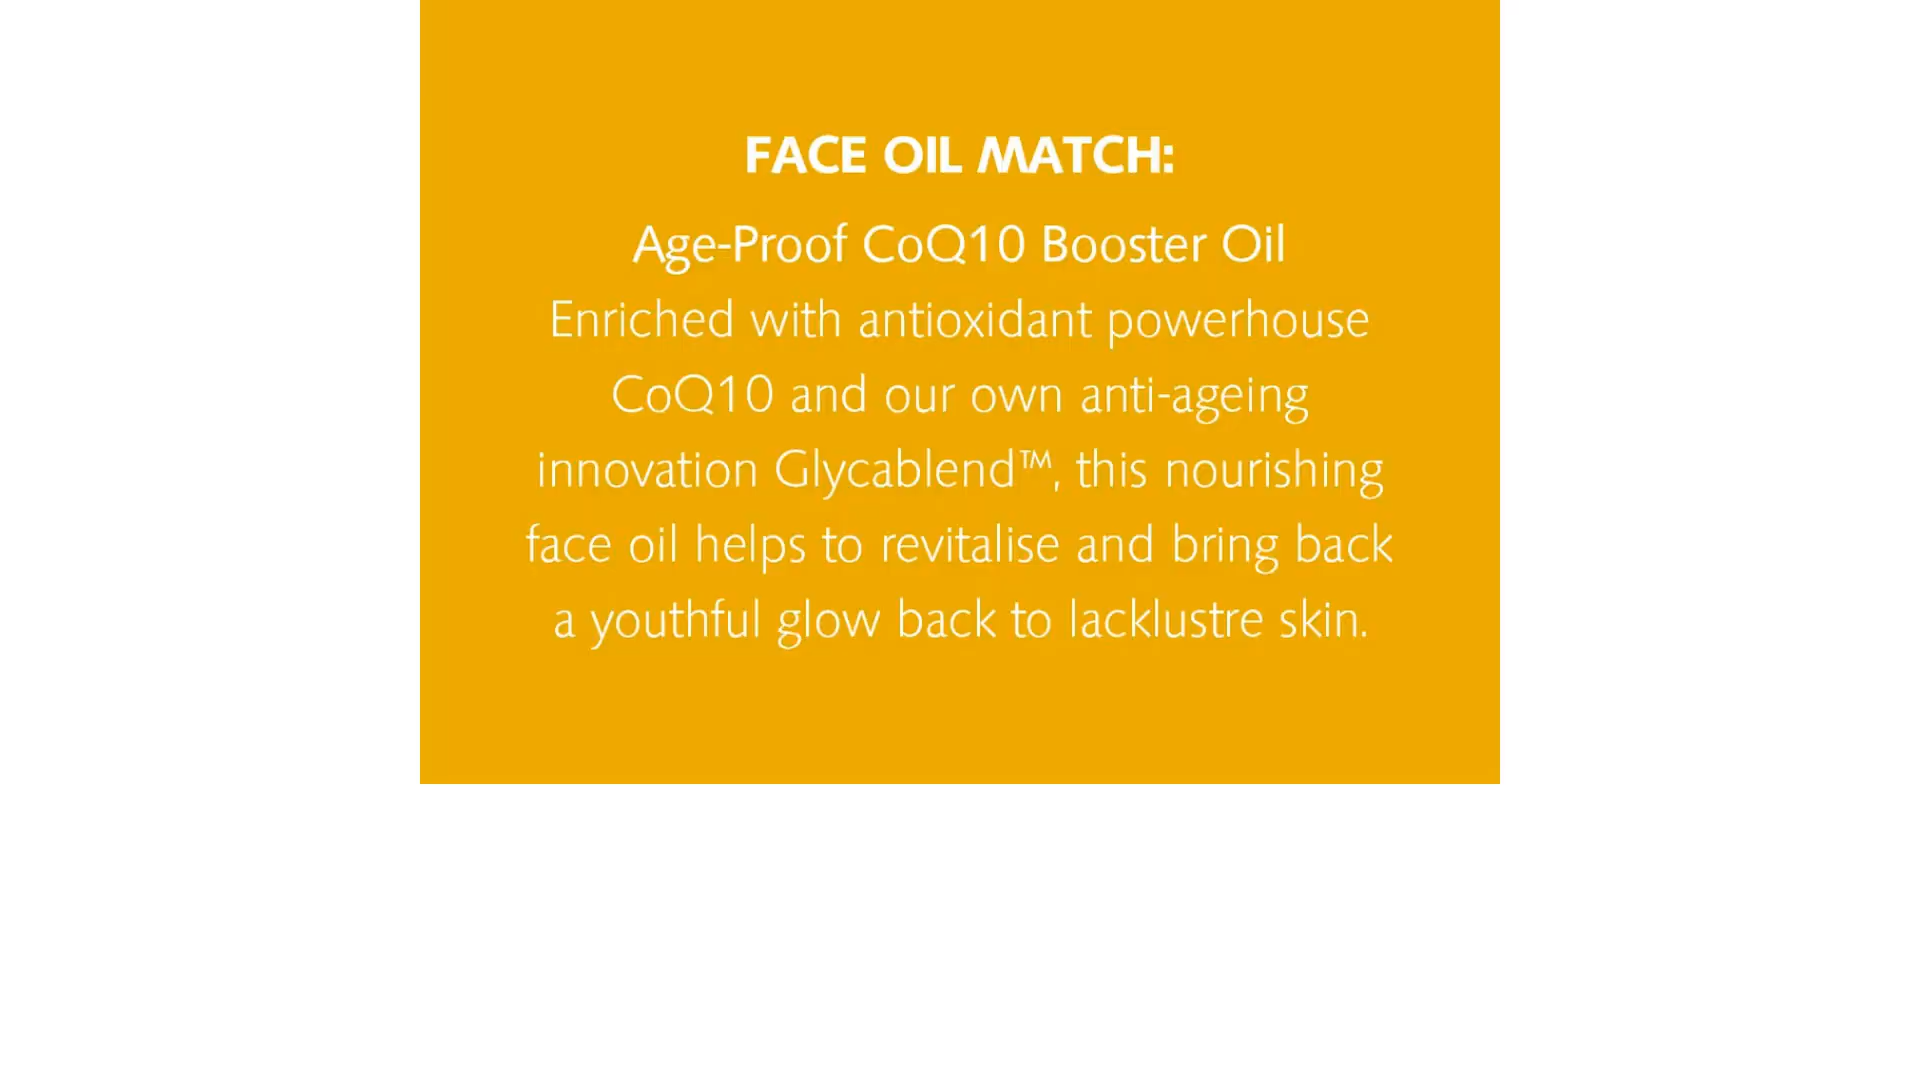 FACE OIL MATCH:
Age-Proof CoQ10 Booster Oil
Enriched with antioxidant powerhouse
CoQ10 and our own anti-ageing
innovation Glycablend™, this nourishing
face oil helps to revitalise and bring back
a youthful glow back to lacklustre skin.